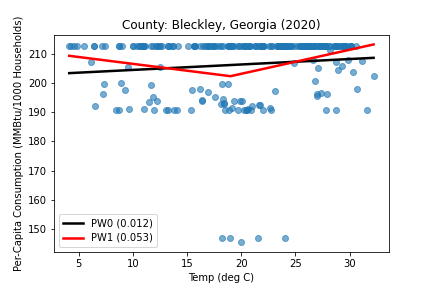 County: Bleckley, Georgia (2020)
Per-Capita Consumption (MMBtu/1000 Households)
210
200
190
180
170
160
150
PW0 (0.012)
PW1 (0.053)
5 10 15 20 25 30
Temp (deg C)